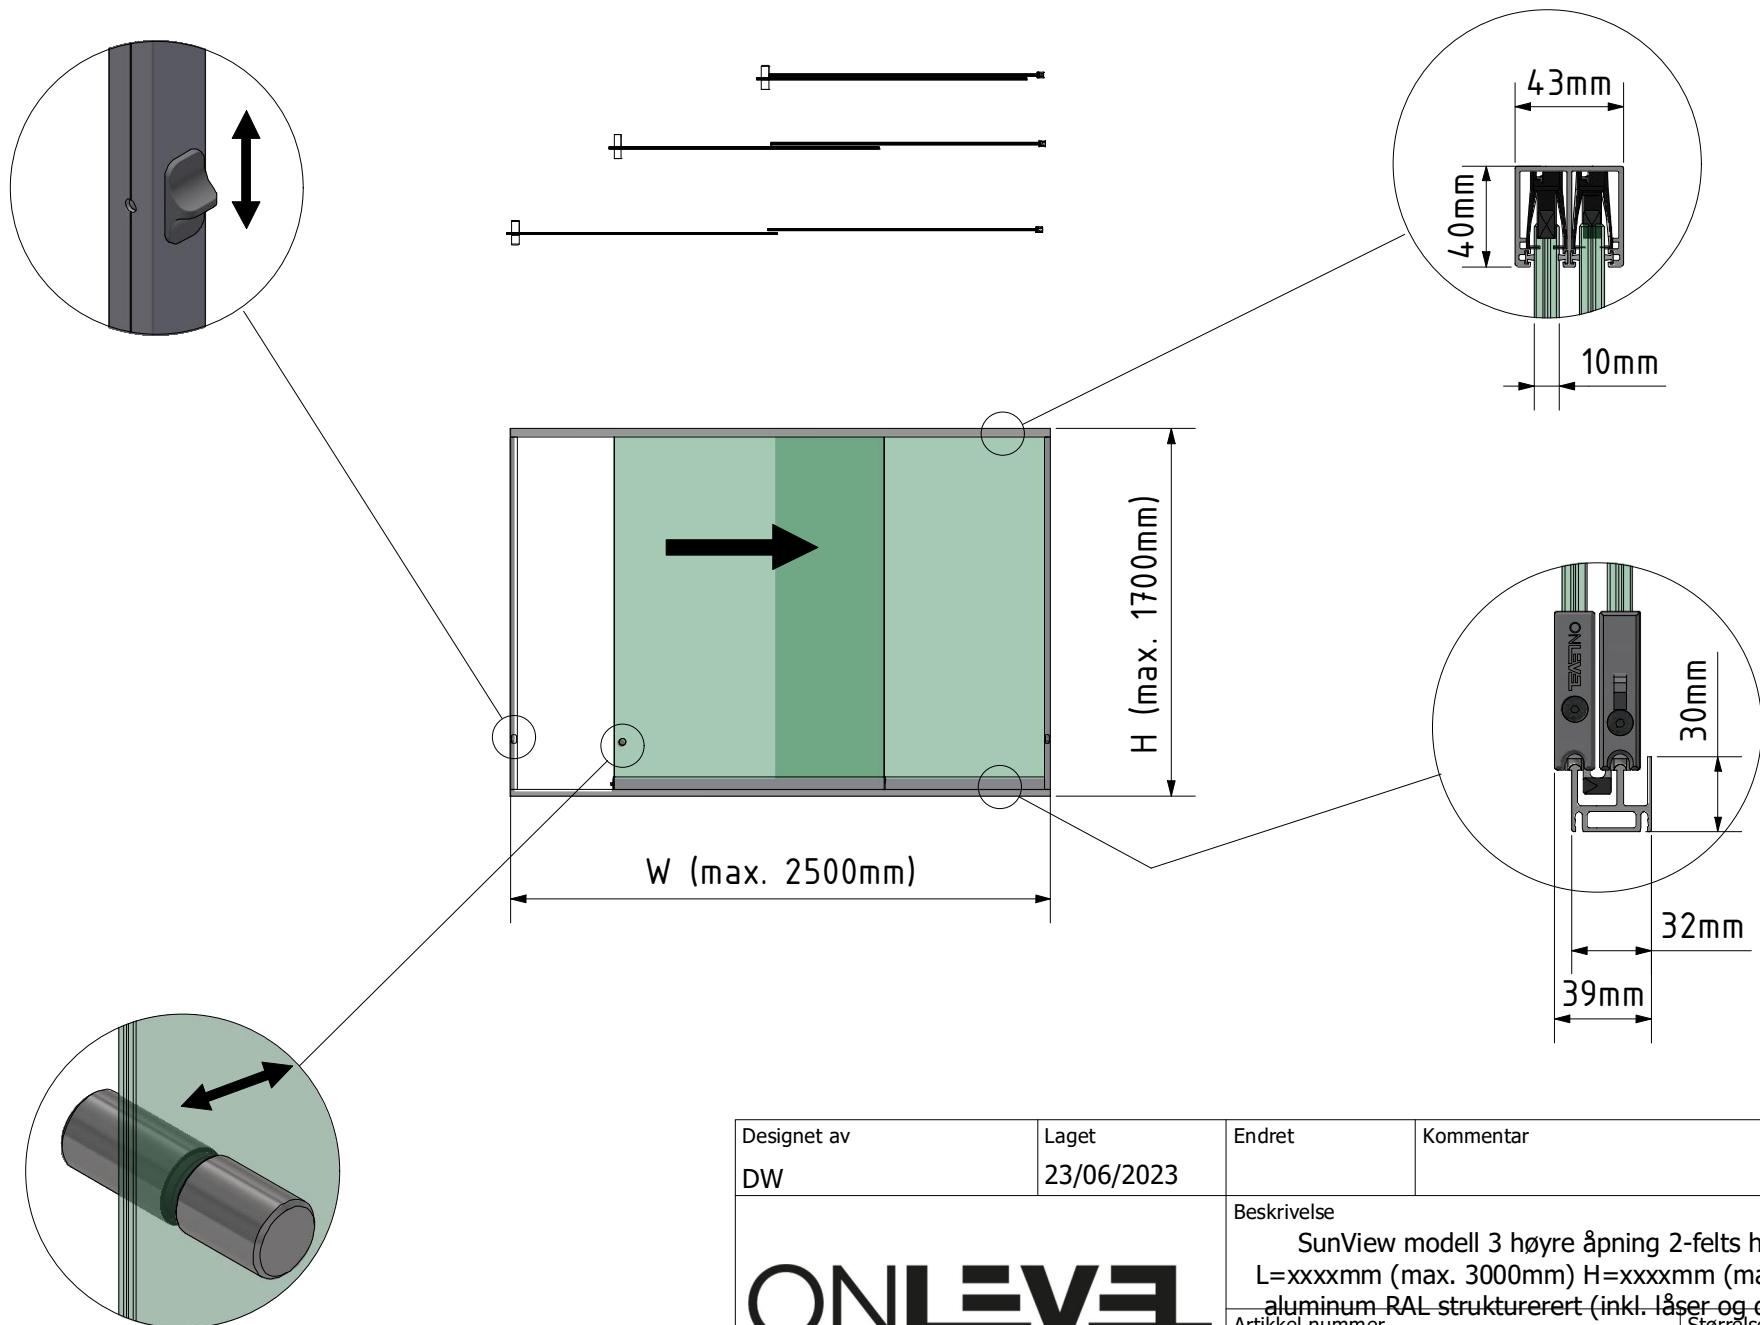 43mm
40mm
10mm
H (max. 1700mm)
W (max. 2500mm)
ONLEVEL
30mm
32mm
39mm
Designet av
DW
Laget
23/06/2023
Endret
Kommentar
Beskrivelse
SunView modell 3 høyre åpning 2-felts
L=xxxxmm (max. 3000mm) H=xxxxmm
aluminum RAL strukturert (inkl. låser og
ONLEVEL
Artikkel nummer